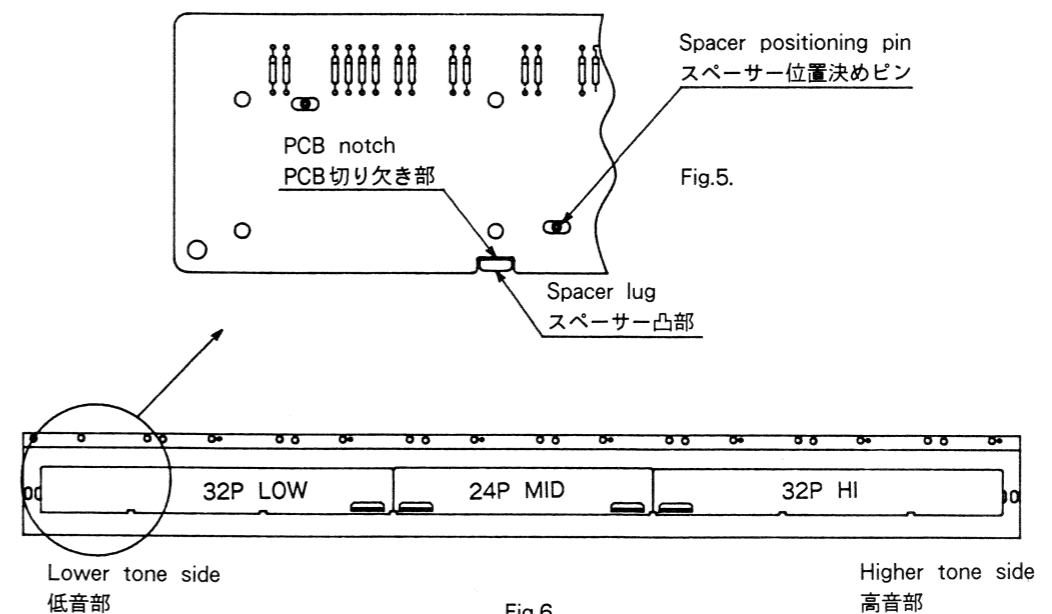 Spacer positioning pin
スペーサー位置決めピン
PCB notch
PCB切り欠き部
Fig.5.
Spacer lug
スペーサー凸部
32P LOW
24P MID
32P HI
Lower tone side
低音部
Higher tone side
高音部
Fig.6